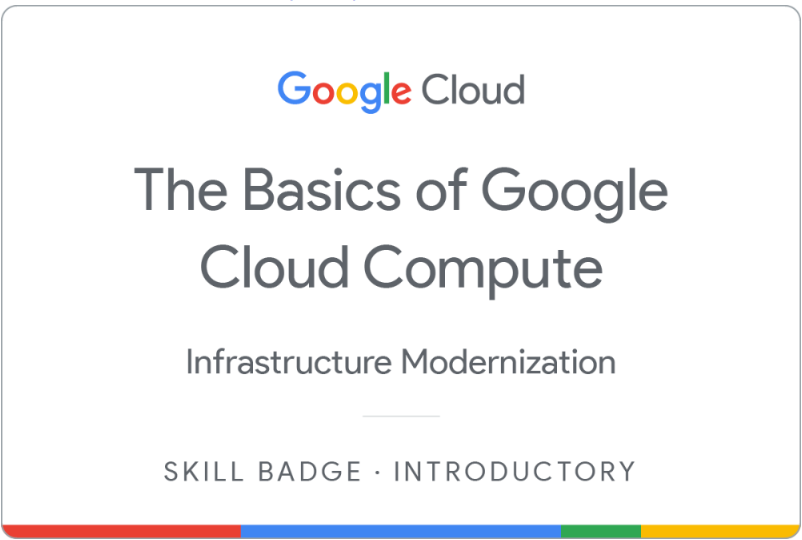 Google Cloud
The Basics of Google
Cloud Compute
Infrastructure Modernization
SKILL BADGE · INTRODUCTORY